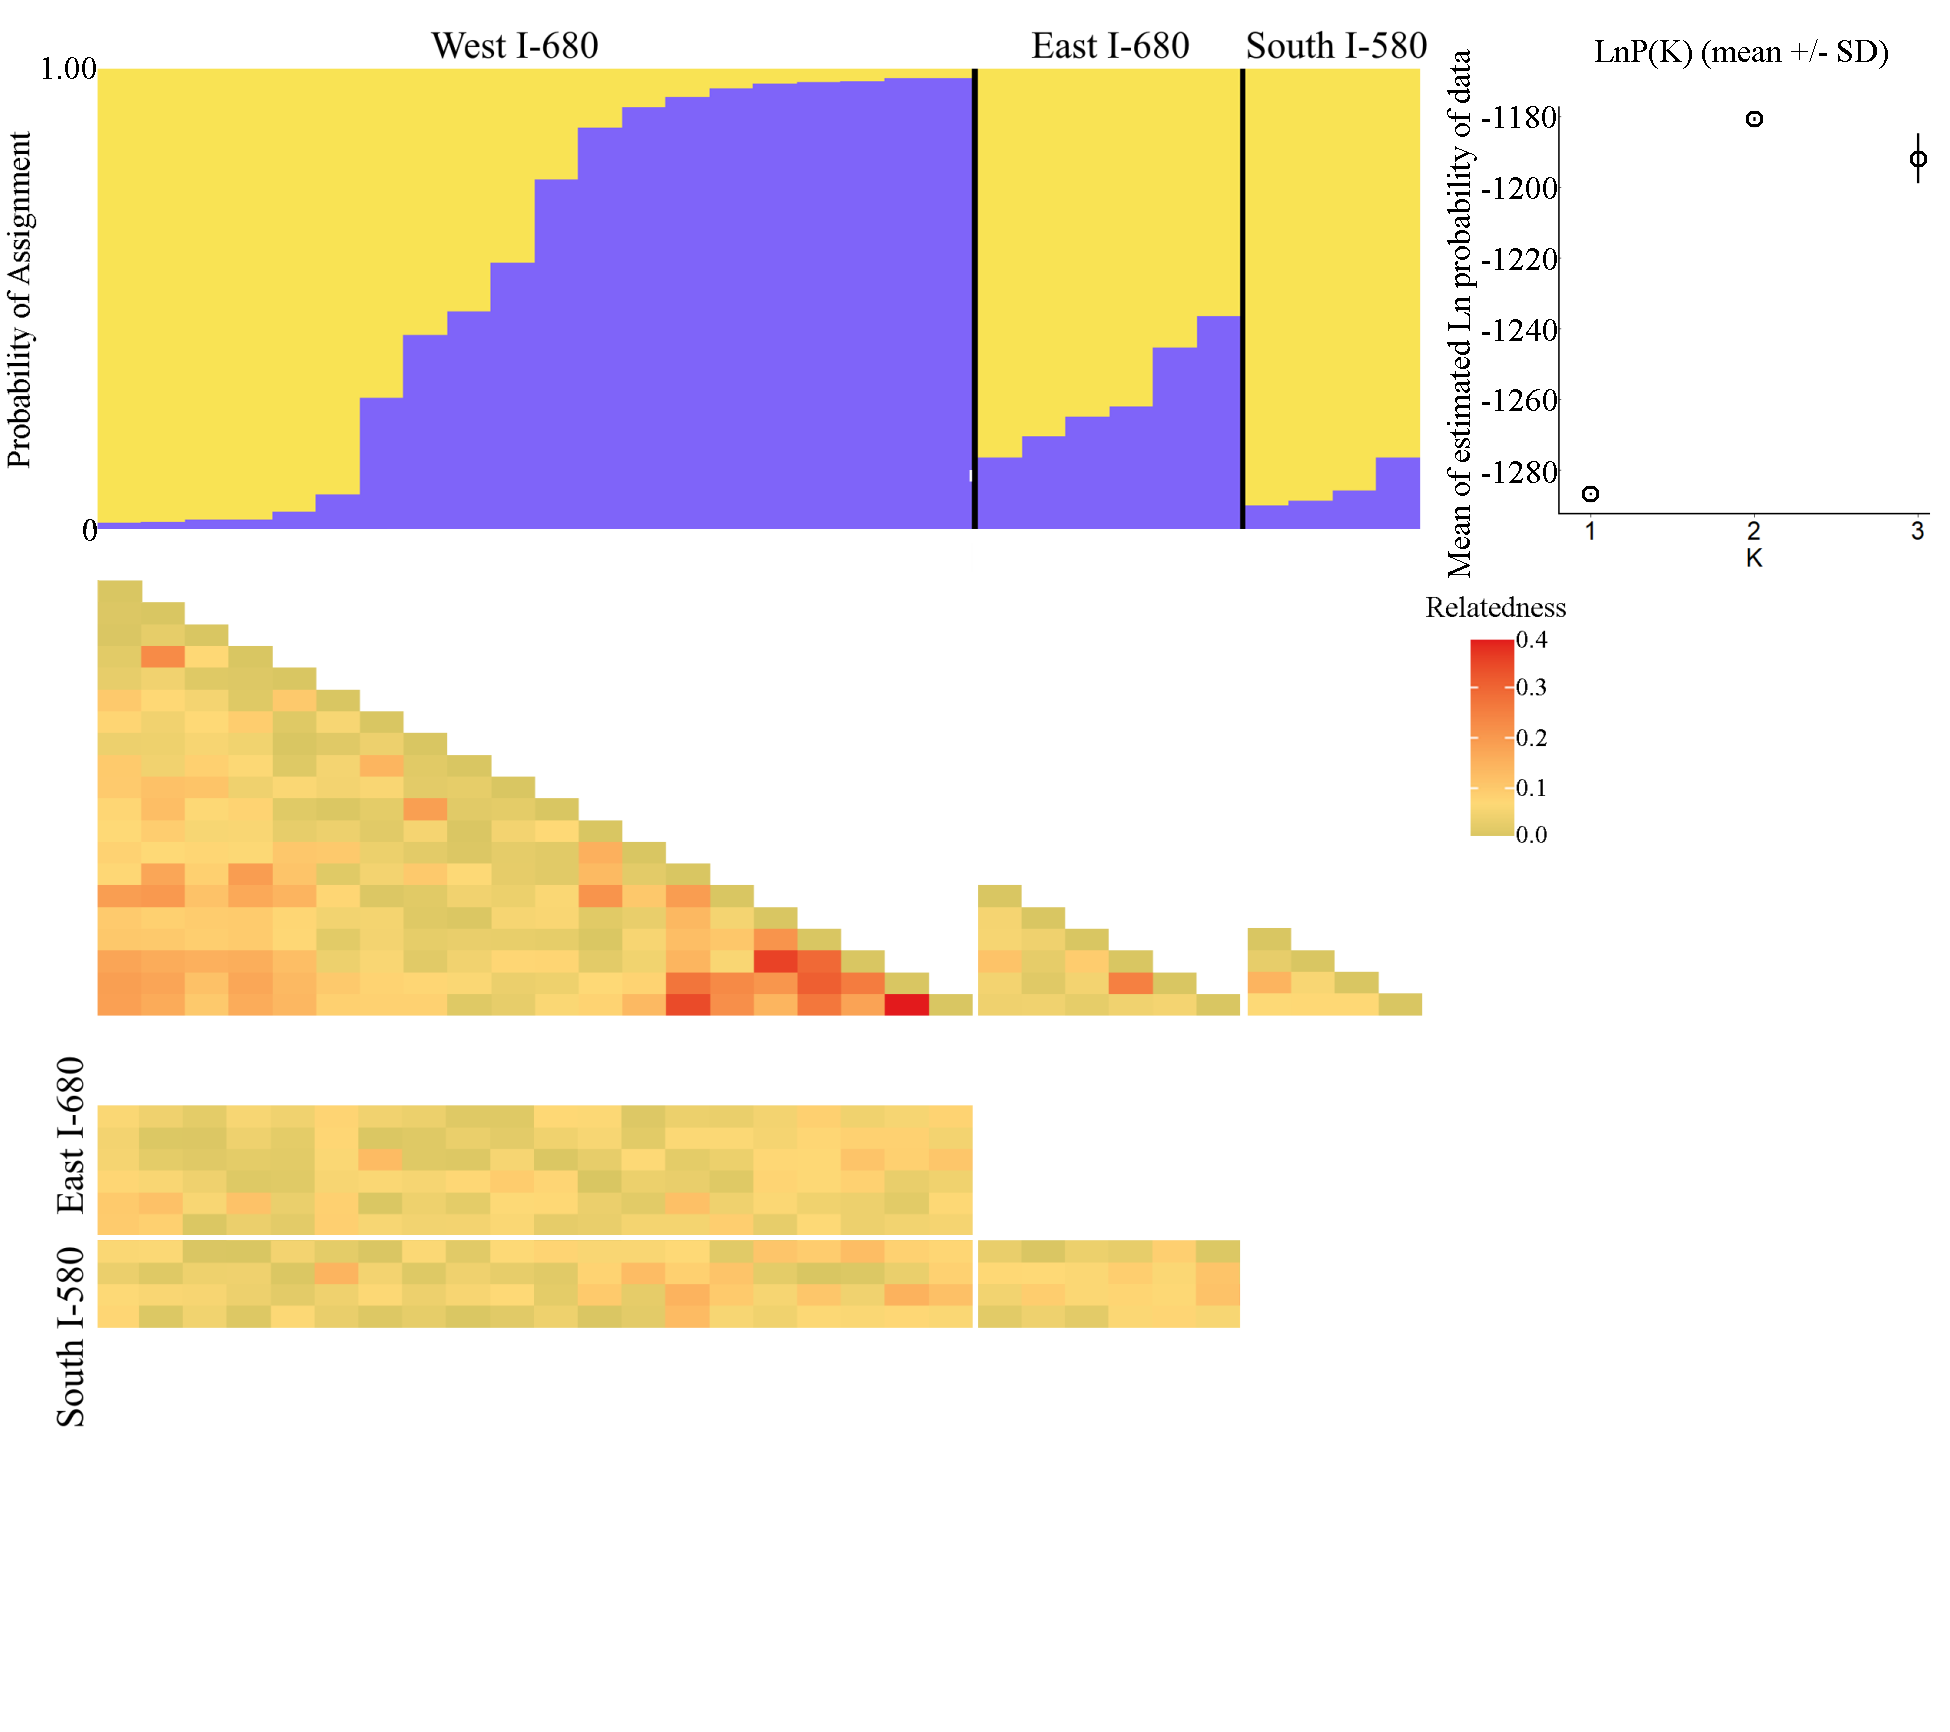 West I-680
East I-680
South I-580
1.00
0
Probability of Assignment
LnP(K) (mean +/- SD)
Mean of estimated Ln probability of data
-1180
-1200
-1220
-1240
-1260
-1280
1
2
3
K
Relatedness
0.4
0.3
0.2
0.1
0.0
East I-680
South I-580